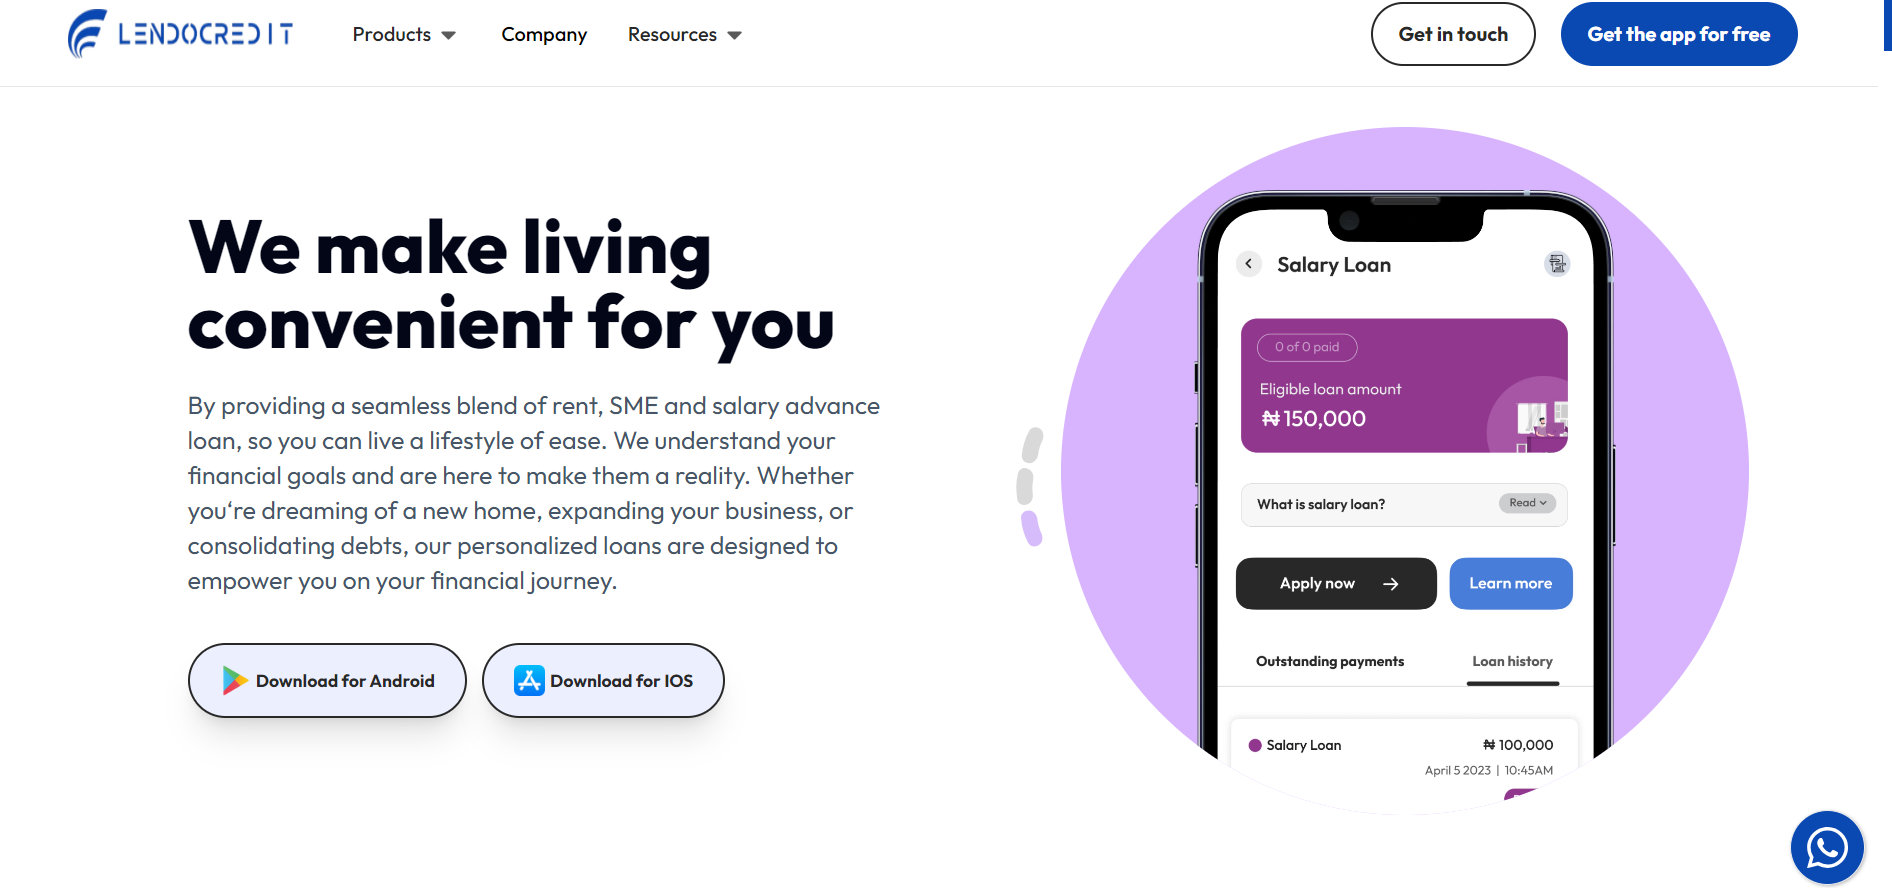 LENDOCREDIT
Products
Company
Resources
Get in touch
Get the app for free
We make living
convenient for you
By providing a seamless blend of rent, SME and salary advance
loan, so you can live a lifestyle of ease. We understand your
financial goals and are here to make them a reality. Whether
you‘re dreaming of a new home, expanding your business, or
consolidating debts, our personalized loans are designed to
empower you on your financial journey.
Download for Android
Download for IOS
Salary Loan
0 of 0 paid
Eligible loan amount
₦150,000
What is salary loan?
Read
Apply now
Learn more
Outstanding payments
Loan history
Salary Loan
₦ 100,000
April 5 2023 | 10:45AM